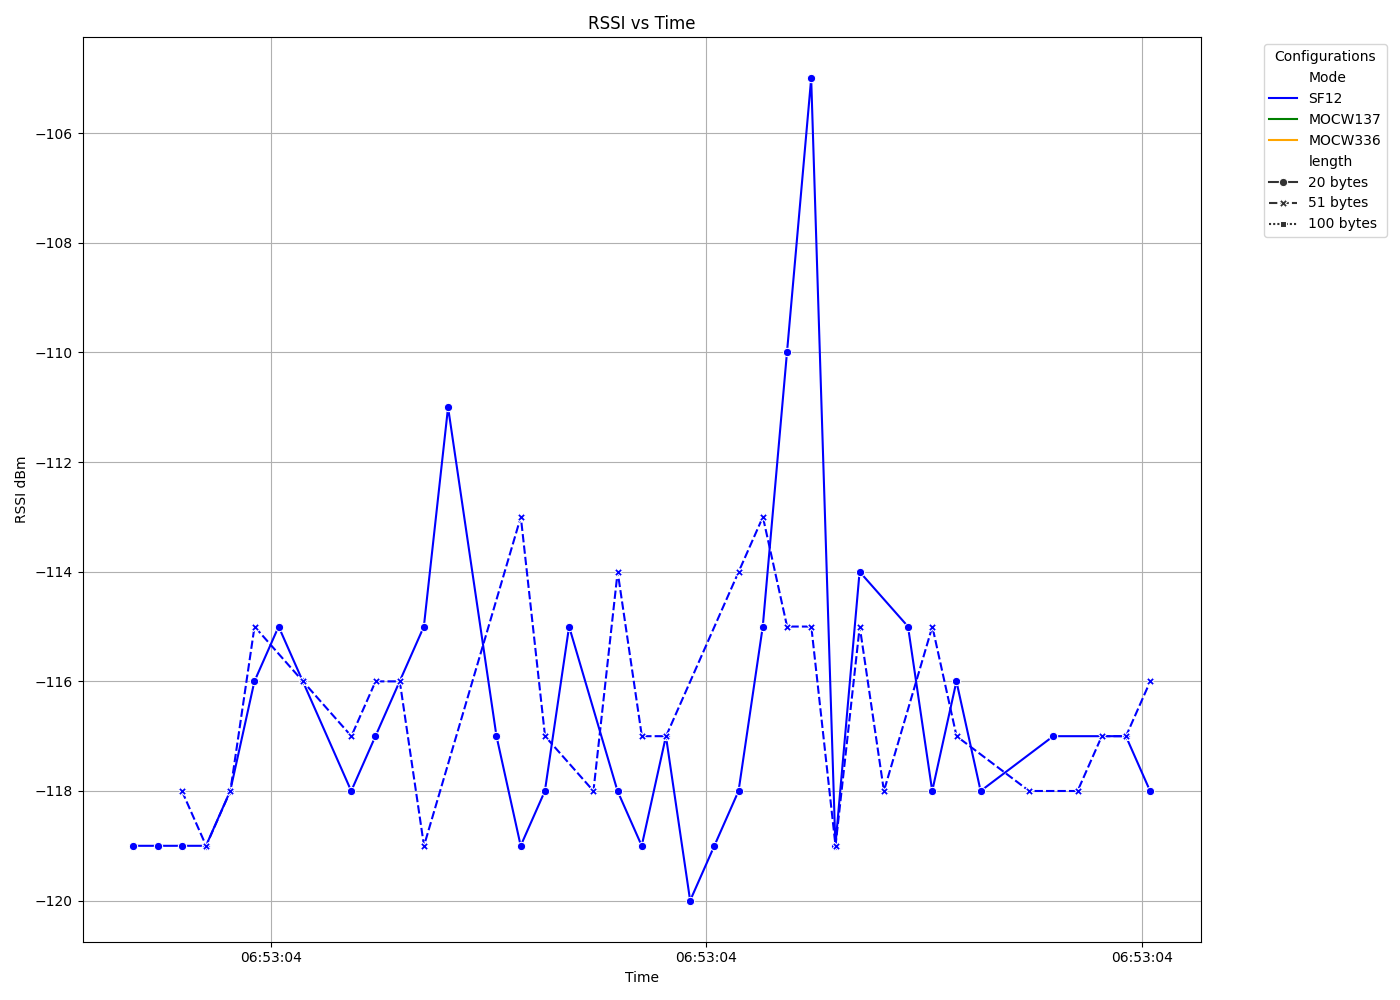 RSSI vs Time
Configurations
Mode
SF12
MOCW137
MOCW336
length
20 bytes
51 bytes
100 bytes
−106
−108
−110
−112
−114
−116
−118
−120
RSSI dBm
06:53:04
06:53:04
06:53:04
Time